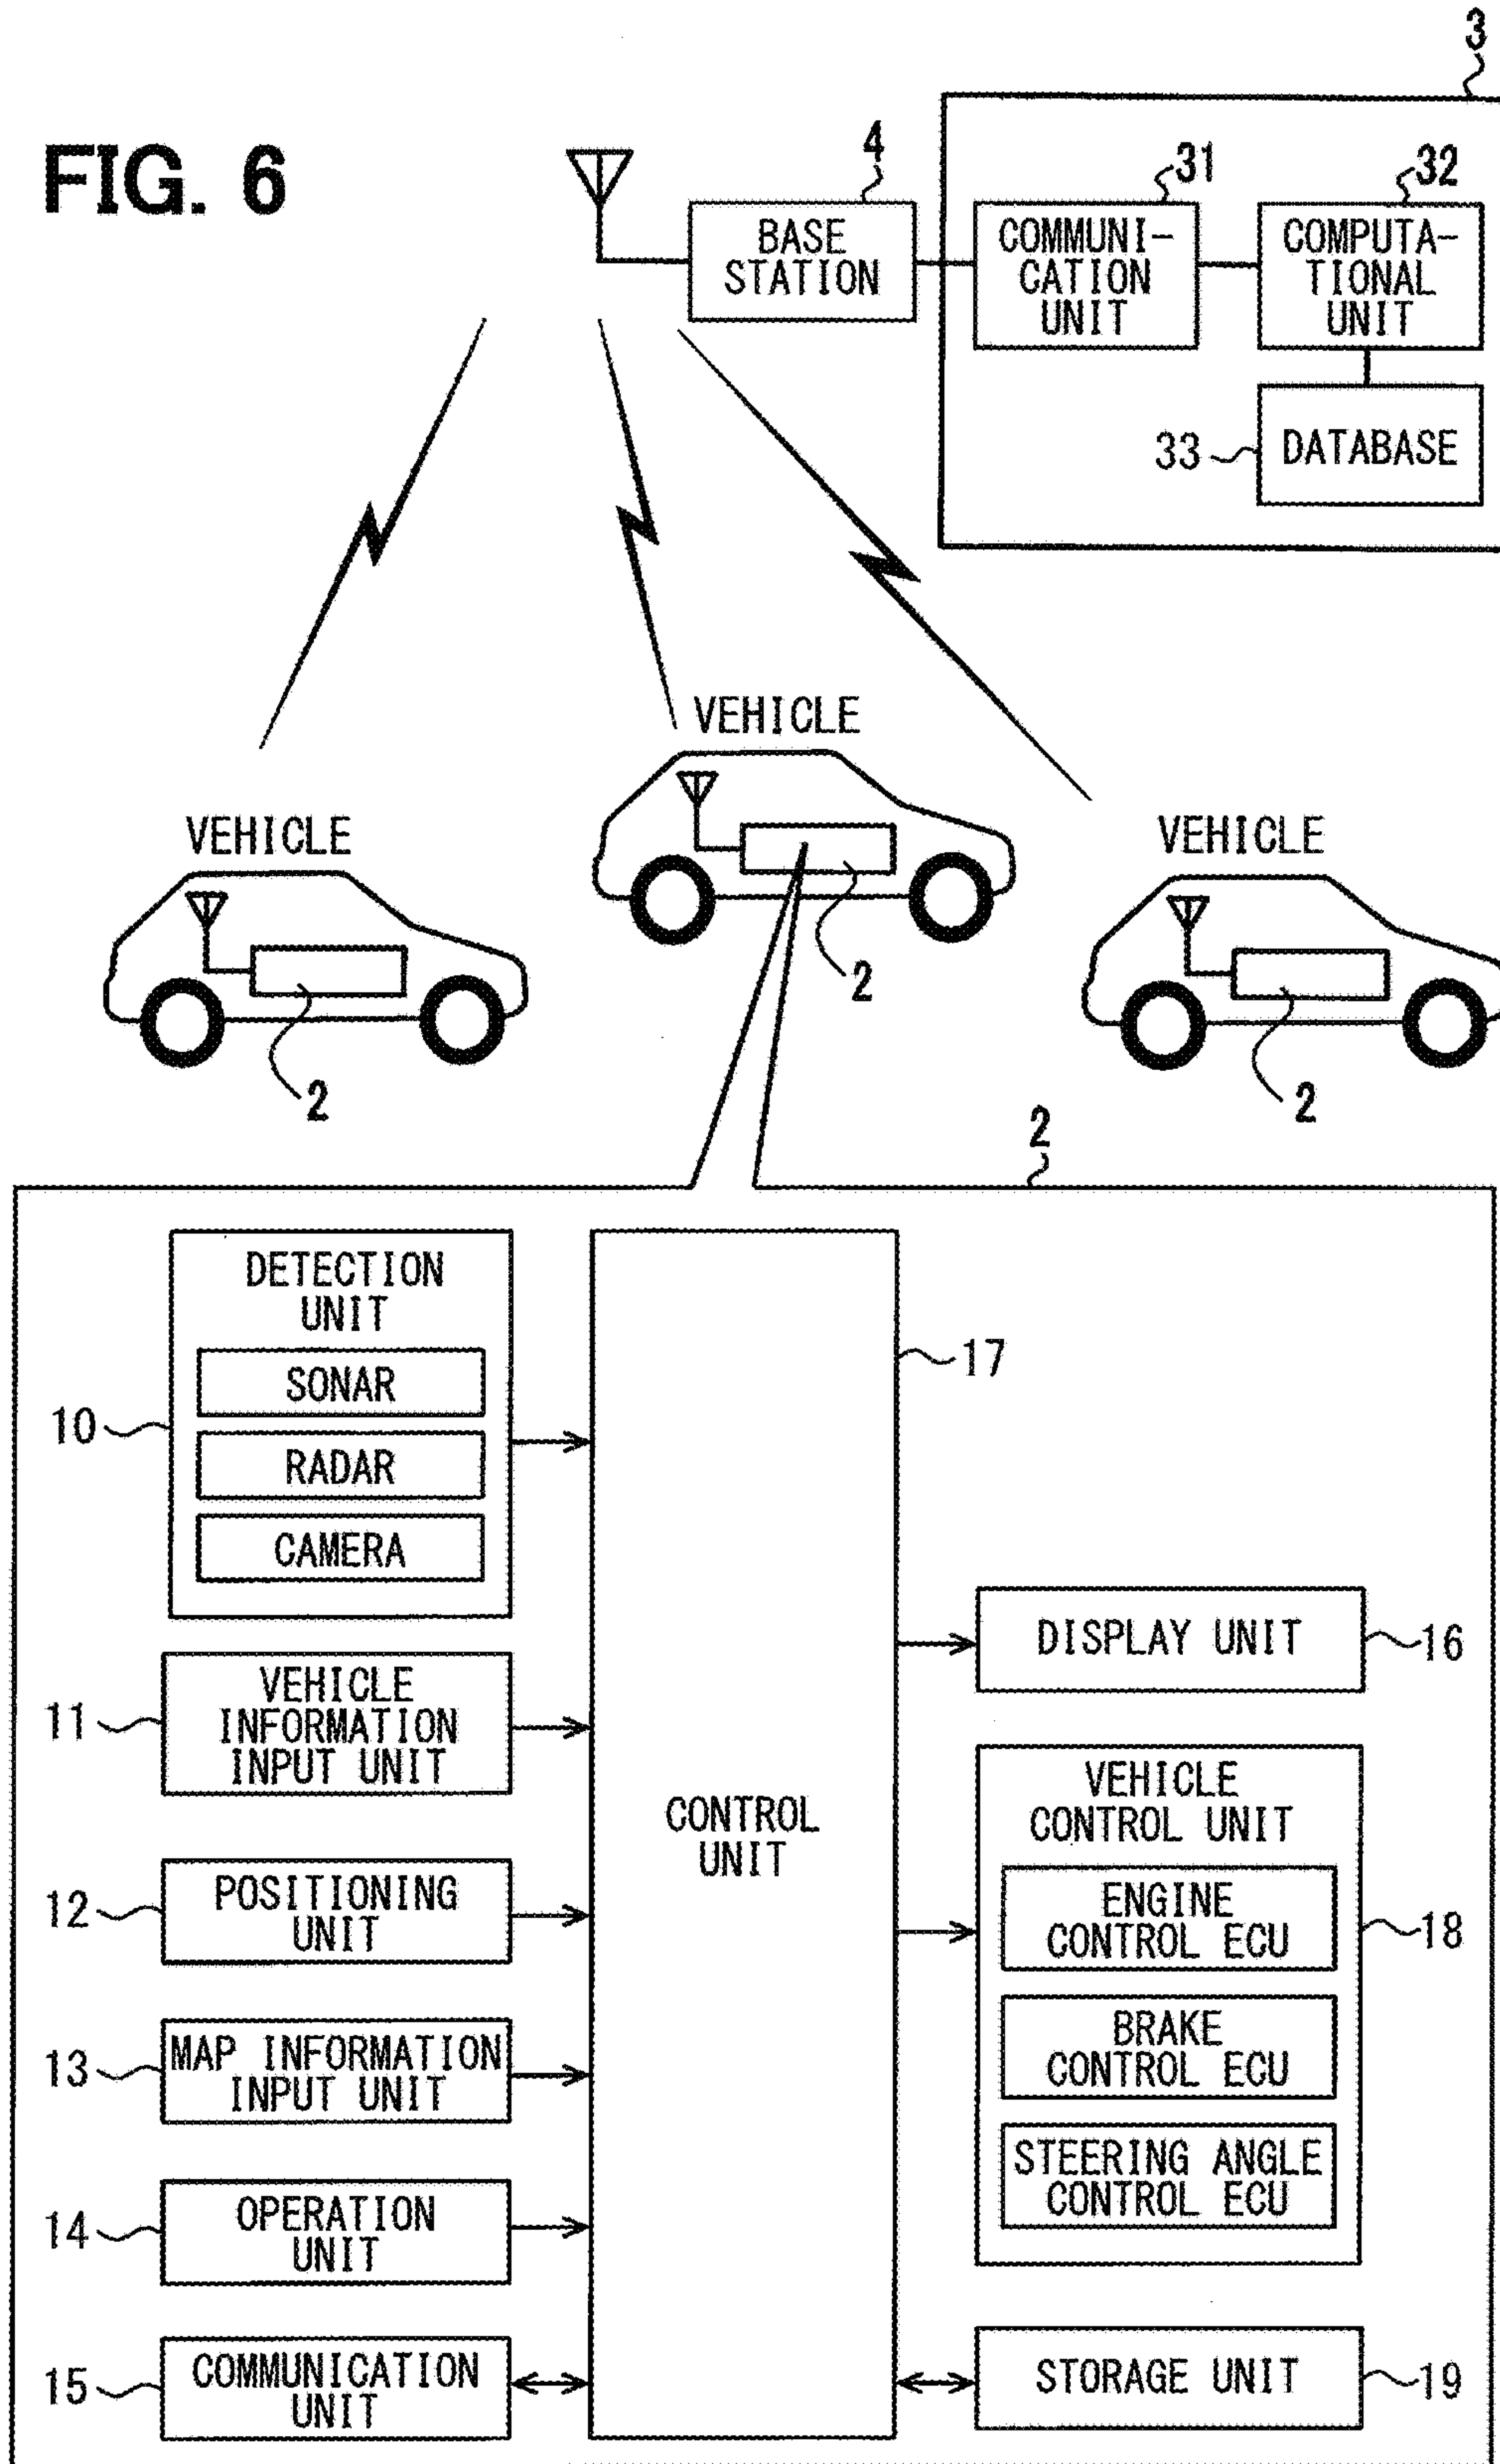 3
FIG. 6
4
31
32
BASE
STATION
COMMUNI-
CATION
UNIT
COMPUTA-
TIONAL
UNIT
33
DATABASE
VEHICLE
VEHICLE
VEHICLE
2
2
2
2
DETECTION
UNIT
SONAR
RADAR
CAMERA
10
17
VEHICLE
INFORMATION
INPUT UNIT
11
POSITIONING
UNIT
12
MAP INFORMATION
INPUT UNIT
13
OPERATION
UNIT
14
COMMUNICATION
UNIT
15
CONTROL
UNIT
DISPLAY UNIT
16
VEHICLE
CONTROL UNIT
ENGINE
CONTROL ECU
18
BRAKE
CONTROL ECU
STEERING ANGLE
CONTROL ECU
STORAGE UNIT
19